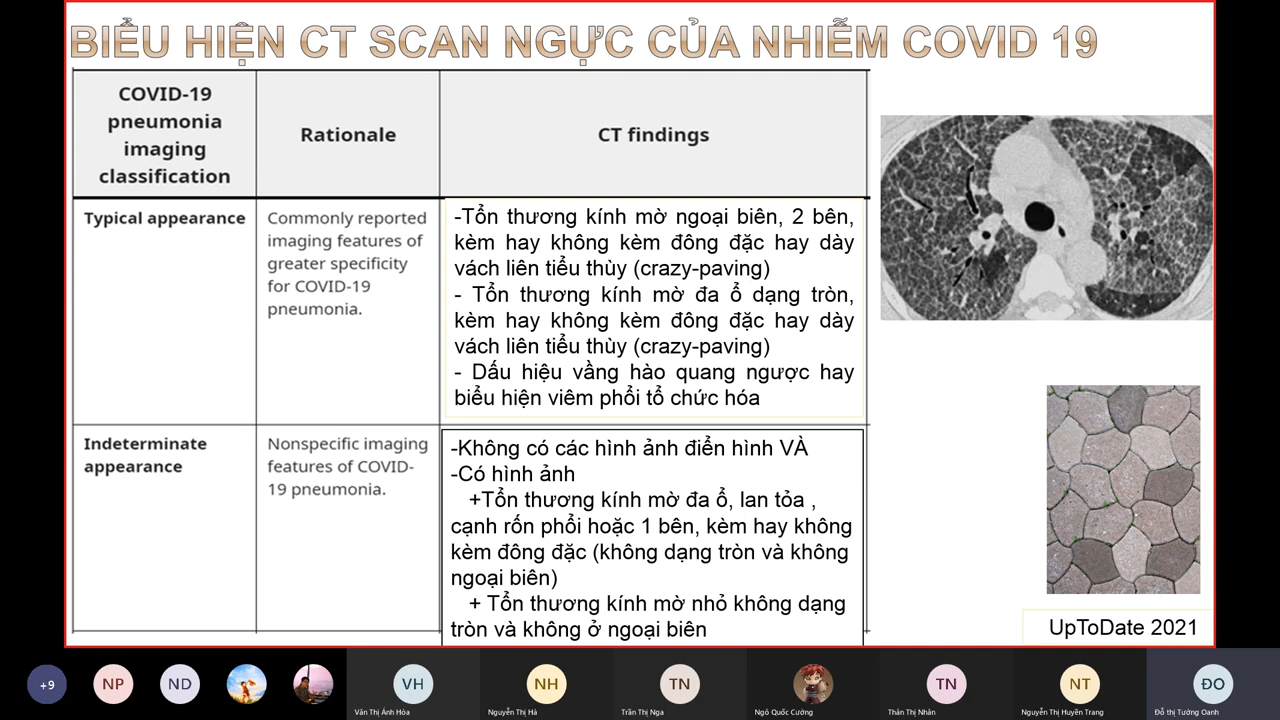 BIỂU HIỆN CT SCAN NGỰC CỦA NHIỄM COVID 19
COVID-19
pneumonia
imaging
classification
Rationale
CT findings
Typical appearance
Commonly reported
imaging features of
greater specificity
for COVID-19
pneumonia.
-Tổn thương kính mờ ngoại biên, 2 bên,
kèm hay không kèm đông đặc hay dày
vách liên tiểu thùy (crazy-paving)
- Tổn thương kính mờ đa ổ dạng tròn,
kèm hay không kèm đông đặc hay dày
vách liên tiểu thùy (crazy-paving)
- Dấu hiệu vầng hào quang ngược hay
biểu hiện viêm phổi tổ chức hóa
Indeterminate
appearance
Nonspecific imaging
features of COVID-
19 pneumonia.
-Không có các hình ảnh điển hình VÀ
-Có hình ảnh
+Tổn thương kính mờ đa ổ, lan tỏa ,
cạnh rốn phổi hoặc 1 bên, kèm hay không
kèm đông đặc (không dạng tròn và không
ngoại biên)
+ Tổn thương kính mờ nhỏ không dạng
tròn và không ở ngoại biên
UpToDate 2021
+9
NP
ND
VH
NH
TN
TN
NT
ĐO
Văn Thị Ánh Hóa
Nguyễn Thị Hà
Trần Thị Nga
Ngô Quốc Cường
Thân Thị Nhân
Nguyễn Thị Huyền Trang
Đỗ thị Tường Oanh